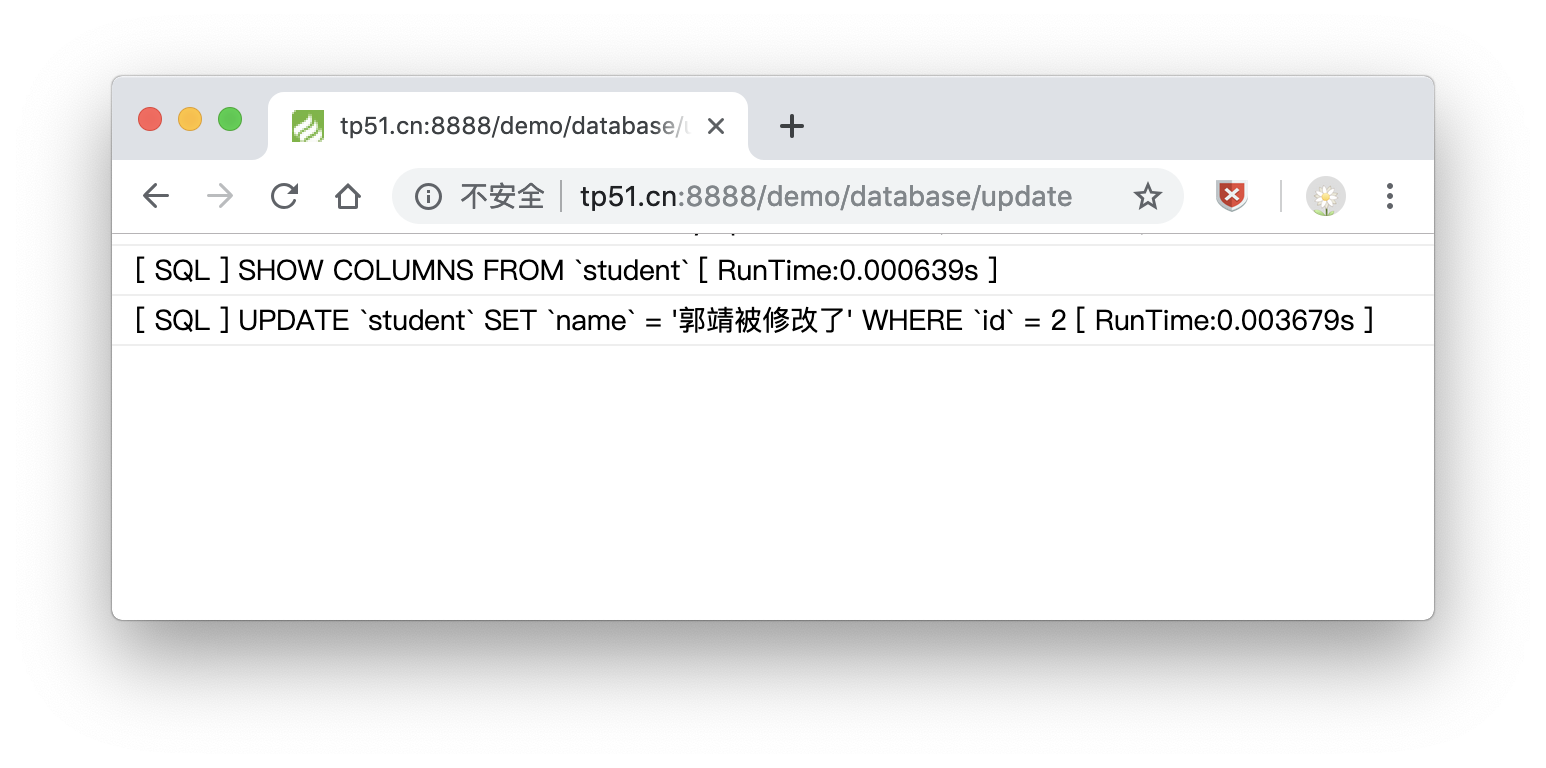 tp51.cn:8888/demo/database/
不安全 tp51.cn:8888/demo/database/update
[ SQL ] SHOW COLUMNS FROM `student` [ RunTime:0.000639s ]
[ SQL ] UPDATE `student` SET `name` = '郭靖被修改了' WHERE `id` = 2 [ RunTime:0.003679s ]